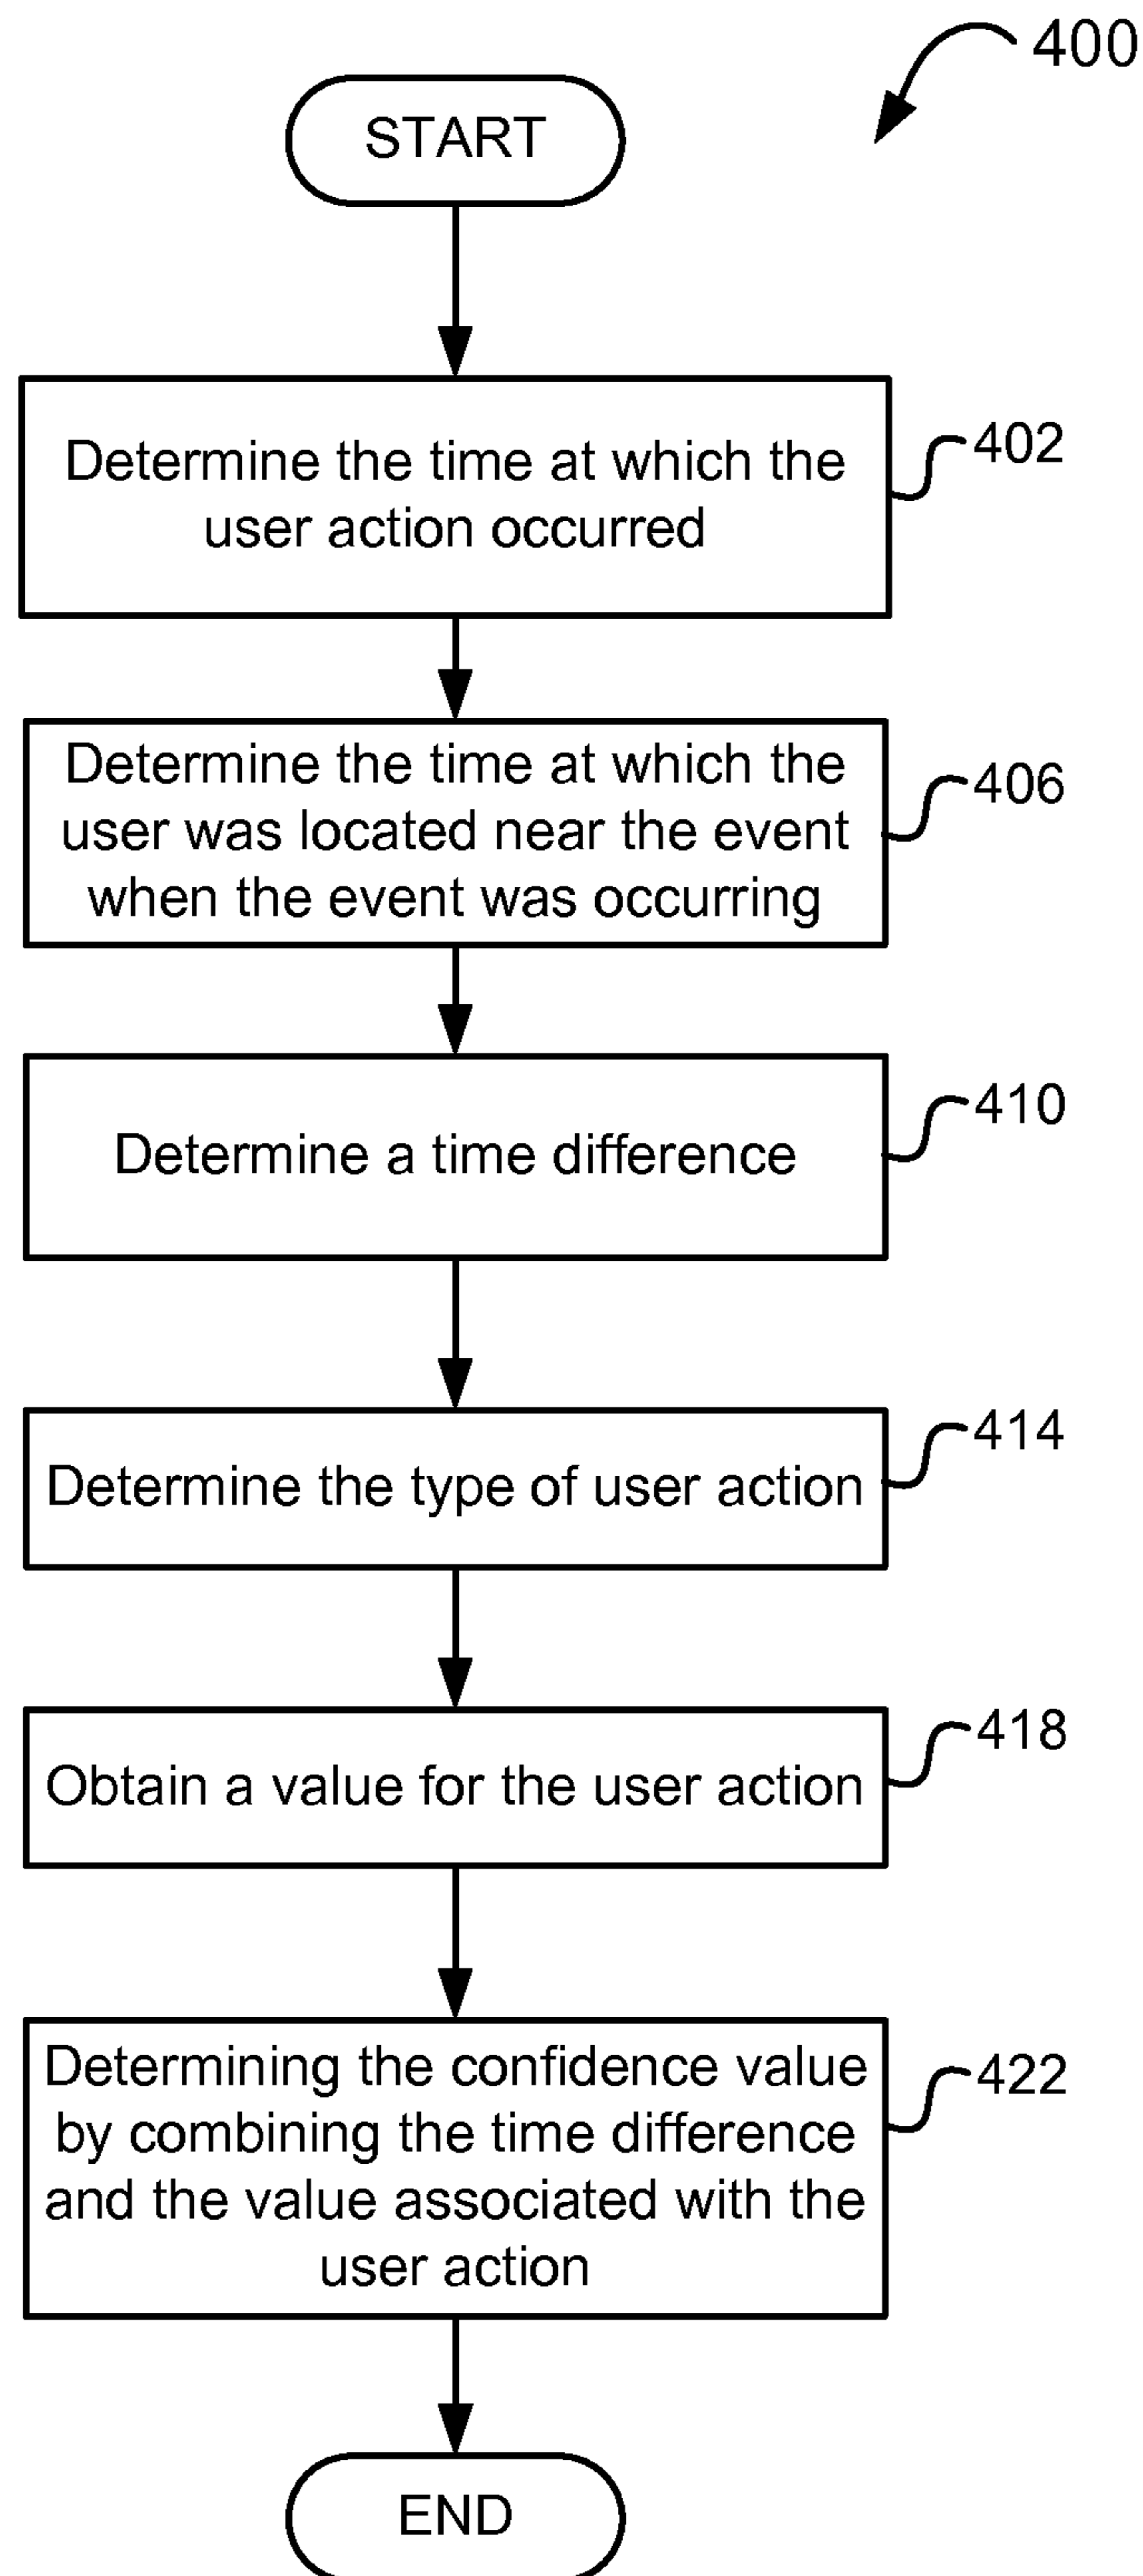 400
START
Determine the time at which the
user action occurred
402
Determine the time at which the
user was located near the event
when the event was occurring
406
Determine a time difference
410
Determine the type of user action
414
Obtain a value for the user action
418
Determining the confidence value
by combining the time difference
and the value associated with the
user action
422
END